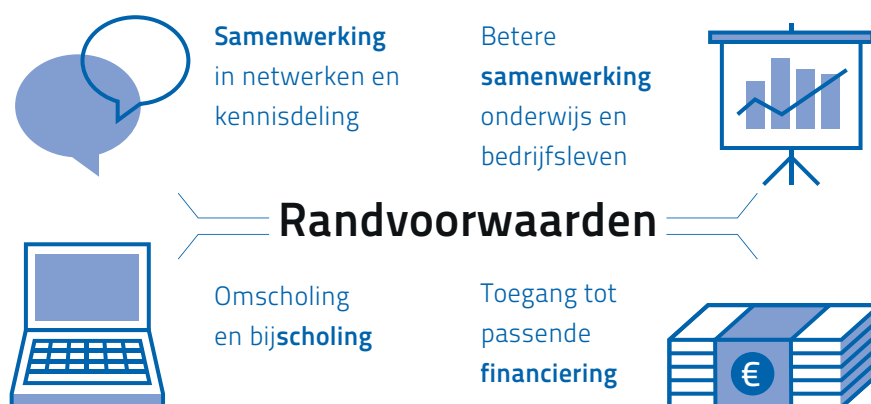 Samenwerking
in netwerken en
kennisdeling
Betere
samenwerking
onderwijs en
bedrijfsleven
Randvoorwaarden
Omscholing
en bijscholing
Toegang tot
passende
financiering
€